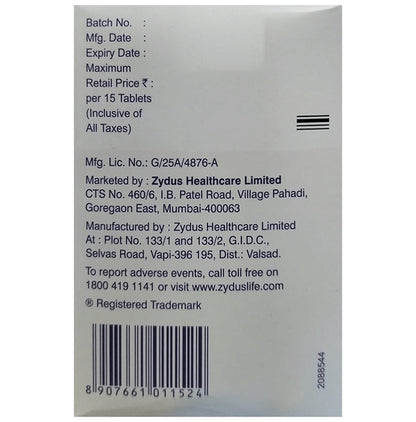 Batch No. :
Mfg. Date :
Expiry Date :
Maximum
Retail Price ₹ :
per 15 Tablets
(Inclusive of
All Taxes)
Mfg. Lic. No.: G/25A/4876-A
Marketed by : Zydus Healthcare Limited
CTS No. 460/6, I.B. Patel Road, Village Pahadi,
Goregaon East, Mumbai-400063
Manufactured by : Zydus Healthcare Limited
At : Plot No. 133/1 and 133/2, G.I.D.C.,
Selvas Road, Vapi-396 195, Dist: Valsad.
To report adverse events, call toll free on
1800 419 1141 or visit www.zyduslife.com
® Registered Trademark
8 907661 011524
2088544